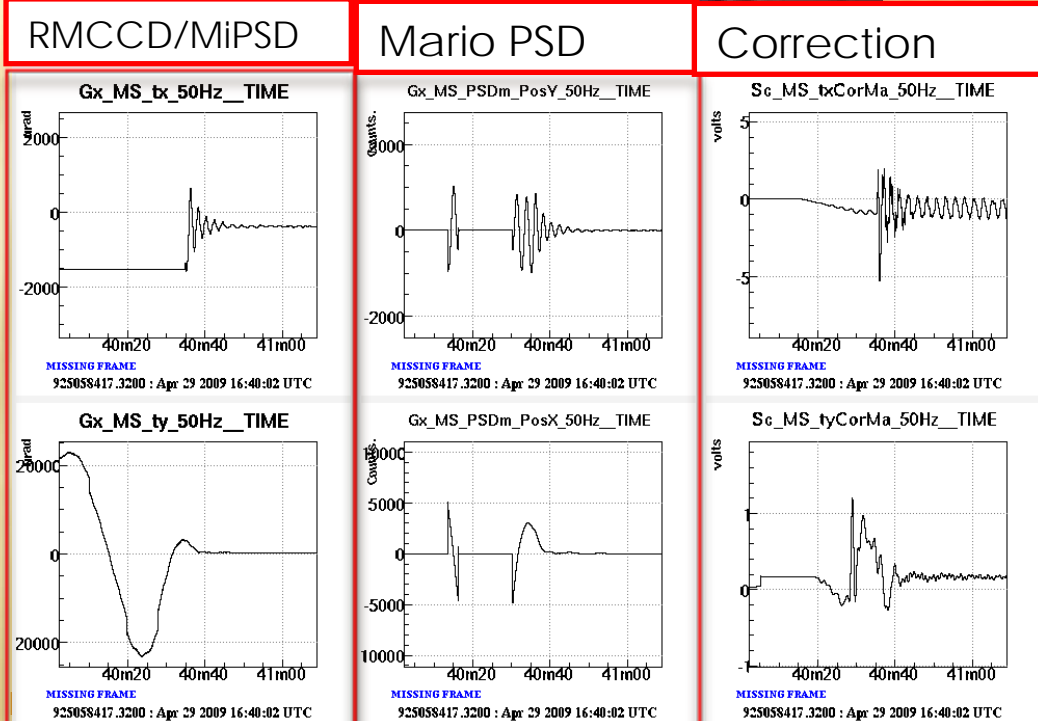 RMCCD/MiPSD
Mario PSD
Correction
Gx_MS_tx_50Hz__TIME
urad
2000
0
-2000
40m20 40m40 41m00
MISSING FRAME
925058417.3200 : Apr 29 2009 16:40:02 UTC
Gx_MS_PSDm_PosY_50Hz__TIME
Counts.
2000
0
-2000
40m20 40m40 41m00
MISSING FRAME
925058417.3200 : Apr 29 2009 16:40:02 UTC
Sc_MS_txCorMa_50Hz__TIME
volts
5
0
-5
40m20 40m40 41m00
MISSING FRAME
925058417.3200 : Apr 29 2009 16:40:02 UTC
Gx_MS_ty_50Hz__TIME
urad
20000
0
20000
40m20 40m40 41m00
MISSING FRAME
925058417.3200 : Apr 29 2009 16:40:02 UTC
Gx_MS_PSDm_PosX_50Hz__TIME
Counts.
10000
5000
0
-5000
10000
40m20 40m40 41m00
MISSING FRAME
925058417.3200 : Apr 29 2009 16:40:02 UTC
Sc_MS_tyCorMa_50Hz__TIME
volts
1
0
-1
40m20 40m40 41m00
MISSING FRAME
925058417.3200 : Apr 29 2009 16:40:02 UTC